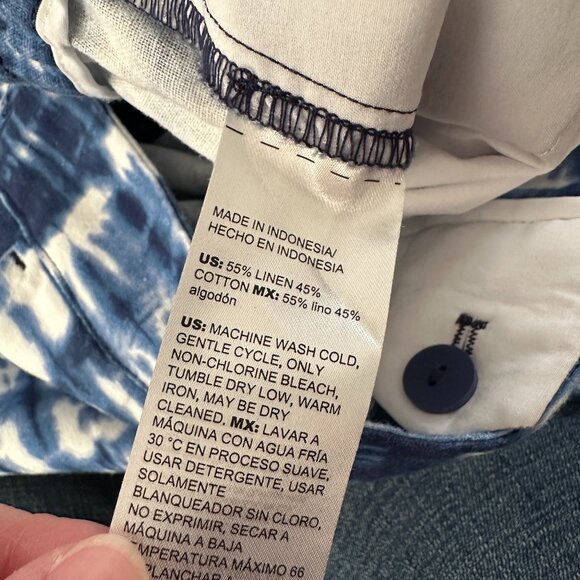 MADE IN INDONESIA/
HECHO EN INDONESIA
US: 55% LINEN 45%
COTTON MX: 55% lino 45%
algodón
US: MACHINE WASH COLD,
GENTLE CYCLE, ONLY
NON-CHLORINE BLEACH,
TUMBLE DRY LOW, WARM
IRON, MAY BE DRY
CLEANED. MX: LAVAR A
MÁQUINA CON AGUA FRÍA
30 °C EN PROCESO SUAVE,
USAR DETERGENTE, USAR
SOLAMENTE
BLANQUEADOR SIN CLORO,
NO EXPRIMIR, SECAR A
MÁQUINA A BAJA
TEMPERATURA MÁXIMO 66
PLANCHAR